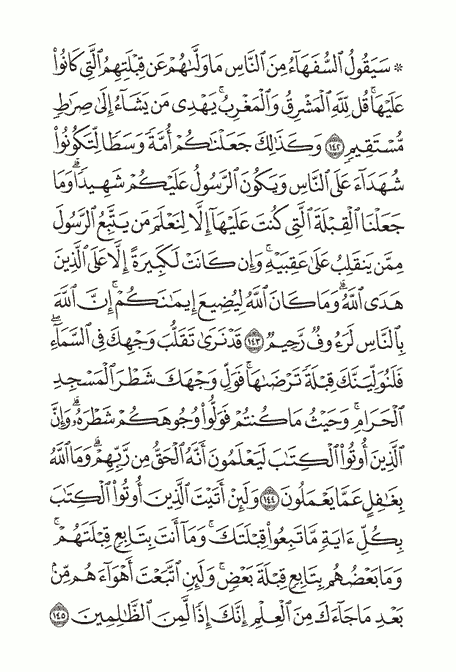 ۞ سَيَقُولُ ٱلسُّفَهَآءُ مِنَ ٱلنَّاسِ مَا وَلَّىٰهُمْ عَن قِبْلَتِهِمُ ٱلَّتِى كَانُوا۟
عَلَيْهَا ۚ قُل لِّلَّهِ ٱلْمَشْرِقُ وَٱلْمَغْرِبُ ۚ يَهْدِى مَن يَشَآءُ إِلَىٰ صِرَٰطٍ
مُّسْتَقِيمٍ ١٤٢ وَكَذَٰلِكَ جَعَلْنَٰكُمْ أُمَّةً وَسَطًا لِّتَكُونُوا۟
شُهَدَآءَ عَلَى ٱلنَّاسِ وَيَكُونَ ٱلرَّسُولُ عَلَيْكُمْ شَهِيدًا ۗ وَمَا
جَعَلْنَا ٱلْقِبْلَةَ ٱلَّتِى كُنتَ عَلَيْهَآ إِلَّا لِنَعْلَمَ مَن يَتَّبِعُ ٱلرَّسُولَ
مِمَّن يَنقَلِبُ عَلَىٰ عَقِبَيْهِ ۚ وَإِن كَانَتْ لَكَبِيرَةً إِلَّا عَلَى ٱلَّذِينَ
هَدَى ٱللَّهُ ۗ وَمَا كَانَ ٱللَّهُ لِيُضِيعَ إِيمَٰنَكُمْ ۚ إِنَّ ٱللَّهَ
بِٱلنَّاسِ لَرَءُوفٌ رَّحِيمٌ ١٤٣ قَدْ نَرَىٰ تَقَلُّبَ وَجْهِكَ فِى ٱلسَّمَآءِ ۖ
فَلَنُوَلِّيَنَّكَ قِبْلَةً تَرْضَىٰهَا ۚ فَوَلِّ وَجْهَكَ شَطْرَ ٱلْمَسْجِدِ
ٱلْحَرَامِ ۚ وَحَيْثُ مَا كُنتُمْ فَوَلُّوا۟ وُجُوهَكُمْ شَطْرَهُۥ ۗ وَإِنَّ
ٱلَّذِينَ أُوتُوا۟ ٱلْكِتَٰبَ لَيَعْلَمُونَ أَنَّهُ ٱلْحَقُّ مِن رَّبِّهِمْ ۗ وَمَا ٱللَّهُ
بِغَٰفِلٍ عَمَّا يَعْمَلُونَ ١٤٤ وَلَئِنْ أَتَيْتَ ٱلَّذِينَ أُوتُوا۟ ٱلْكِتَٰبَ
بِكُلِّ ءَايَةٍ مَّا تَبِعُوا۟ قِبْلَتَكَ ۚ وَمَآ أَنتَ بِتَابِعٍ قِبْلَتَهُمْ ۚ
وَمَا بَعْضُهُم بِتَابِعٍ قِبْلَةَ بَعْضٍ ۚ وَلَئِنِ ٱتَّبَعْتَ أَهْوَآءَهُم مِّنۢ
بَعْدِ مَا جَآءَكَ مِنَ ٱلْعِلْمِ ۙ إِنَّكَ إِذًا لَّمِنَ ٱلظَّٰلِمِينَ ١٤٥